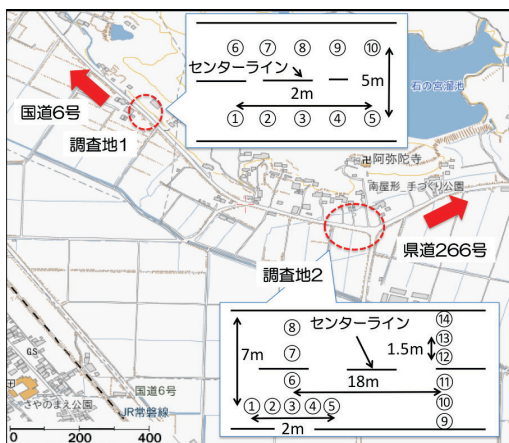 ⑥ ⑦ ⑧ ⑨ ⑩
センターライン
5m
2m
① ② ③ ④ ⑤
石の宮溜池
国道6号
調査地1
卍阿弥陀寺
南屋形 手づくり公園
県道266号
調査地2
⑧ センターライン ⑭
⑬
7m ⑦ 1.5m
⑫
⑥ ⑪
18m
① ② ③ ④ ⑤ ⑩
⑨
2m
GS
さやのまえ公園
国道6号
JR常磐線
0 200 400